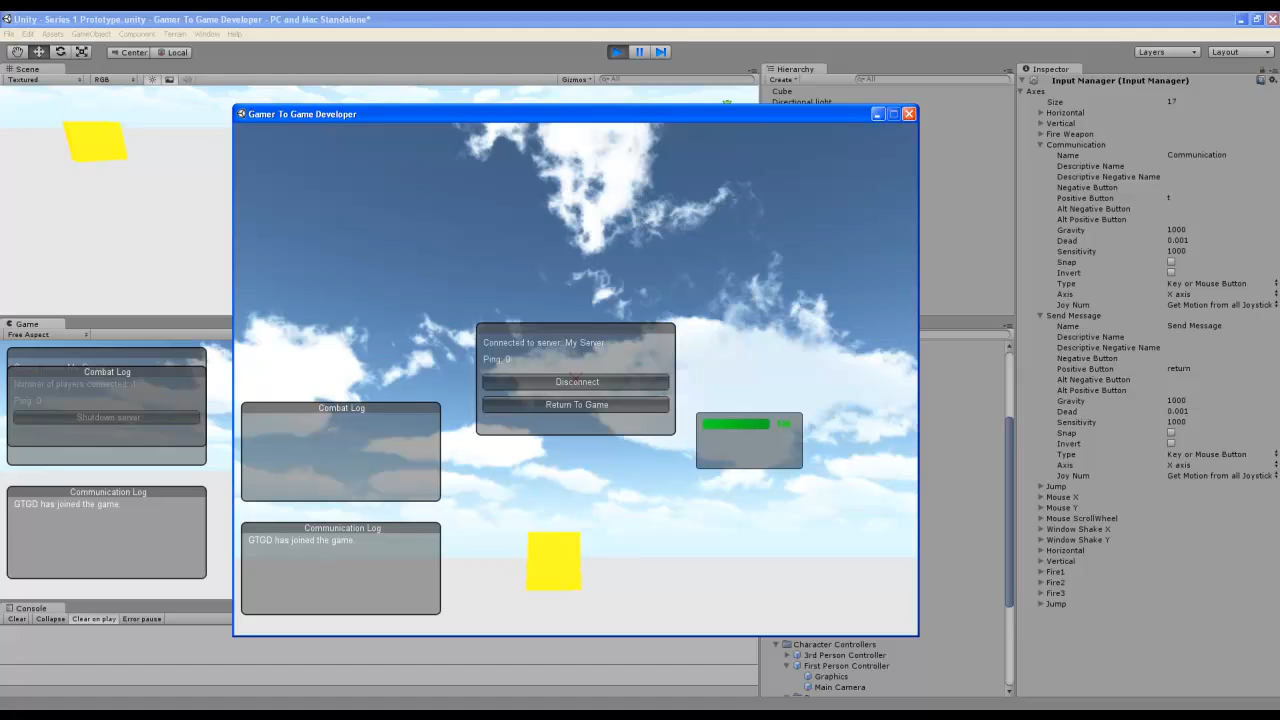 Unity - Series 1 Prototype.unity - Gamer To Game Developer - PC and Mac Standalone*
File Edit Assets GameObject Component Terrain Window Help
Center Local Layers Layout
Scene
Textured RGB Gizmos All
Hierarchy
Create All
Cube
Directional light
Inspector
Input Manager (Input Manager)
Axes
Size 17
Horizontal
Vertical
Fire Weapon
Communication
Name Communication
Descriptive Name
Descriptive Negative Name
Negative Button
Positive Button t
Alt Negative Button
Alt Positive Button
Gravity 1000
Dead 0.001
Sensitivity 1000
Snap
Invert
Type Key or Mouse Button
Axis X axis
Joy Num Get Motion from all Joystick
Send Message
Name Send Message
Descriptive Name
Descriptive Negative Name
Negative Button
Positive Button return
Alt Negative Button
Alt Positive Button
Gravity 1000
Dead 0.001
Sensitivity 1000
Snap
Invert
Type Key or Mouse Button
Axis X axis
Joy Num Get Motion from all Joystick
Jump
Mouse X
Mouse Y
Mouse ScrollWheel
Window Shake X
Window Shake Y
Horizontal
Vertical
Fire1
Fire2
Fire3
Jump
Gamer To Game Developer
Connected to server: My Server
Ping: 0
Disconnect
Return To Game
Combat Log
Communication Log
GTGD has joined the game.
Game
Free Aspect
Combat Log
Number of players connected: 1
Ping: 0
Shutdown server
Communication Log
GTGD has joined the game.
Console
Clear Collapse Clear on play Error pause
Character Controllers
3rd Person Controller
First Person Controller
Graphics
Main Camera